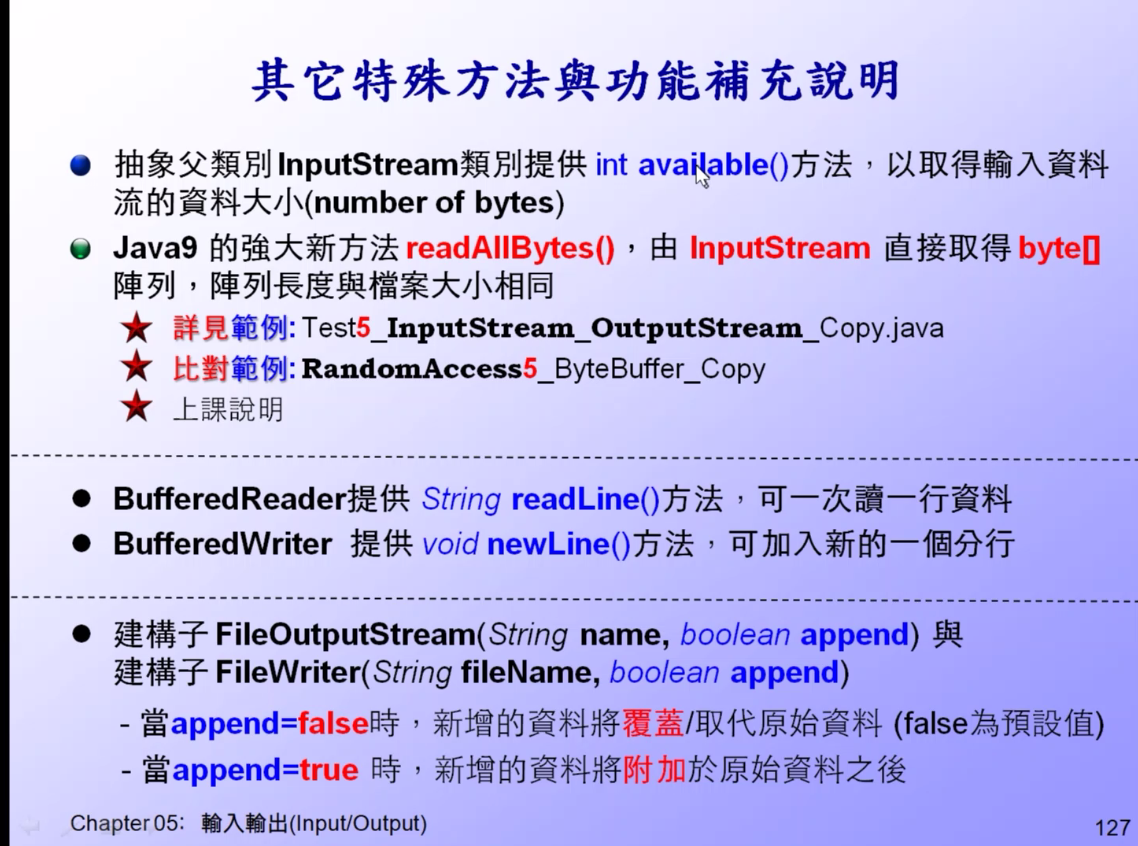 其它特殊方法與功能補充說明
抽象父類別InputStream類別提供 int available()方法，以取得輸入資料
流的資料大小(number of bytes)
Java9 的強大新方法 readAllBytes()，由 InputStream 直接取得 byte[]
陣列，陣列長度與檔案大小相同
詳見範例: Test5_InputStream_OutputStream_Copy.java
比對範例: RandomAccess5_ByteBuffer_Copy
上課說明
BufferedReader提供 String readLine()方法，可一次讀一行資料
BufferedWriter 提供 void newLine()方法，可加入新的一個分行
建構子 FileOutputStream(String name, boolean append) 與
建構子 FileWriter(String fileName, boolean append)
- 當append=false時，新增的資料將覆蓋/取代原始資料 (false為預設值)
- 當append=true 時，新增的資料將附加於原始資料之後
Chapter 05: 輸入輸出(Input/Output)
127